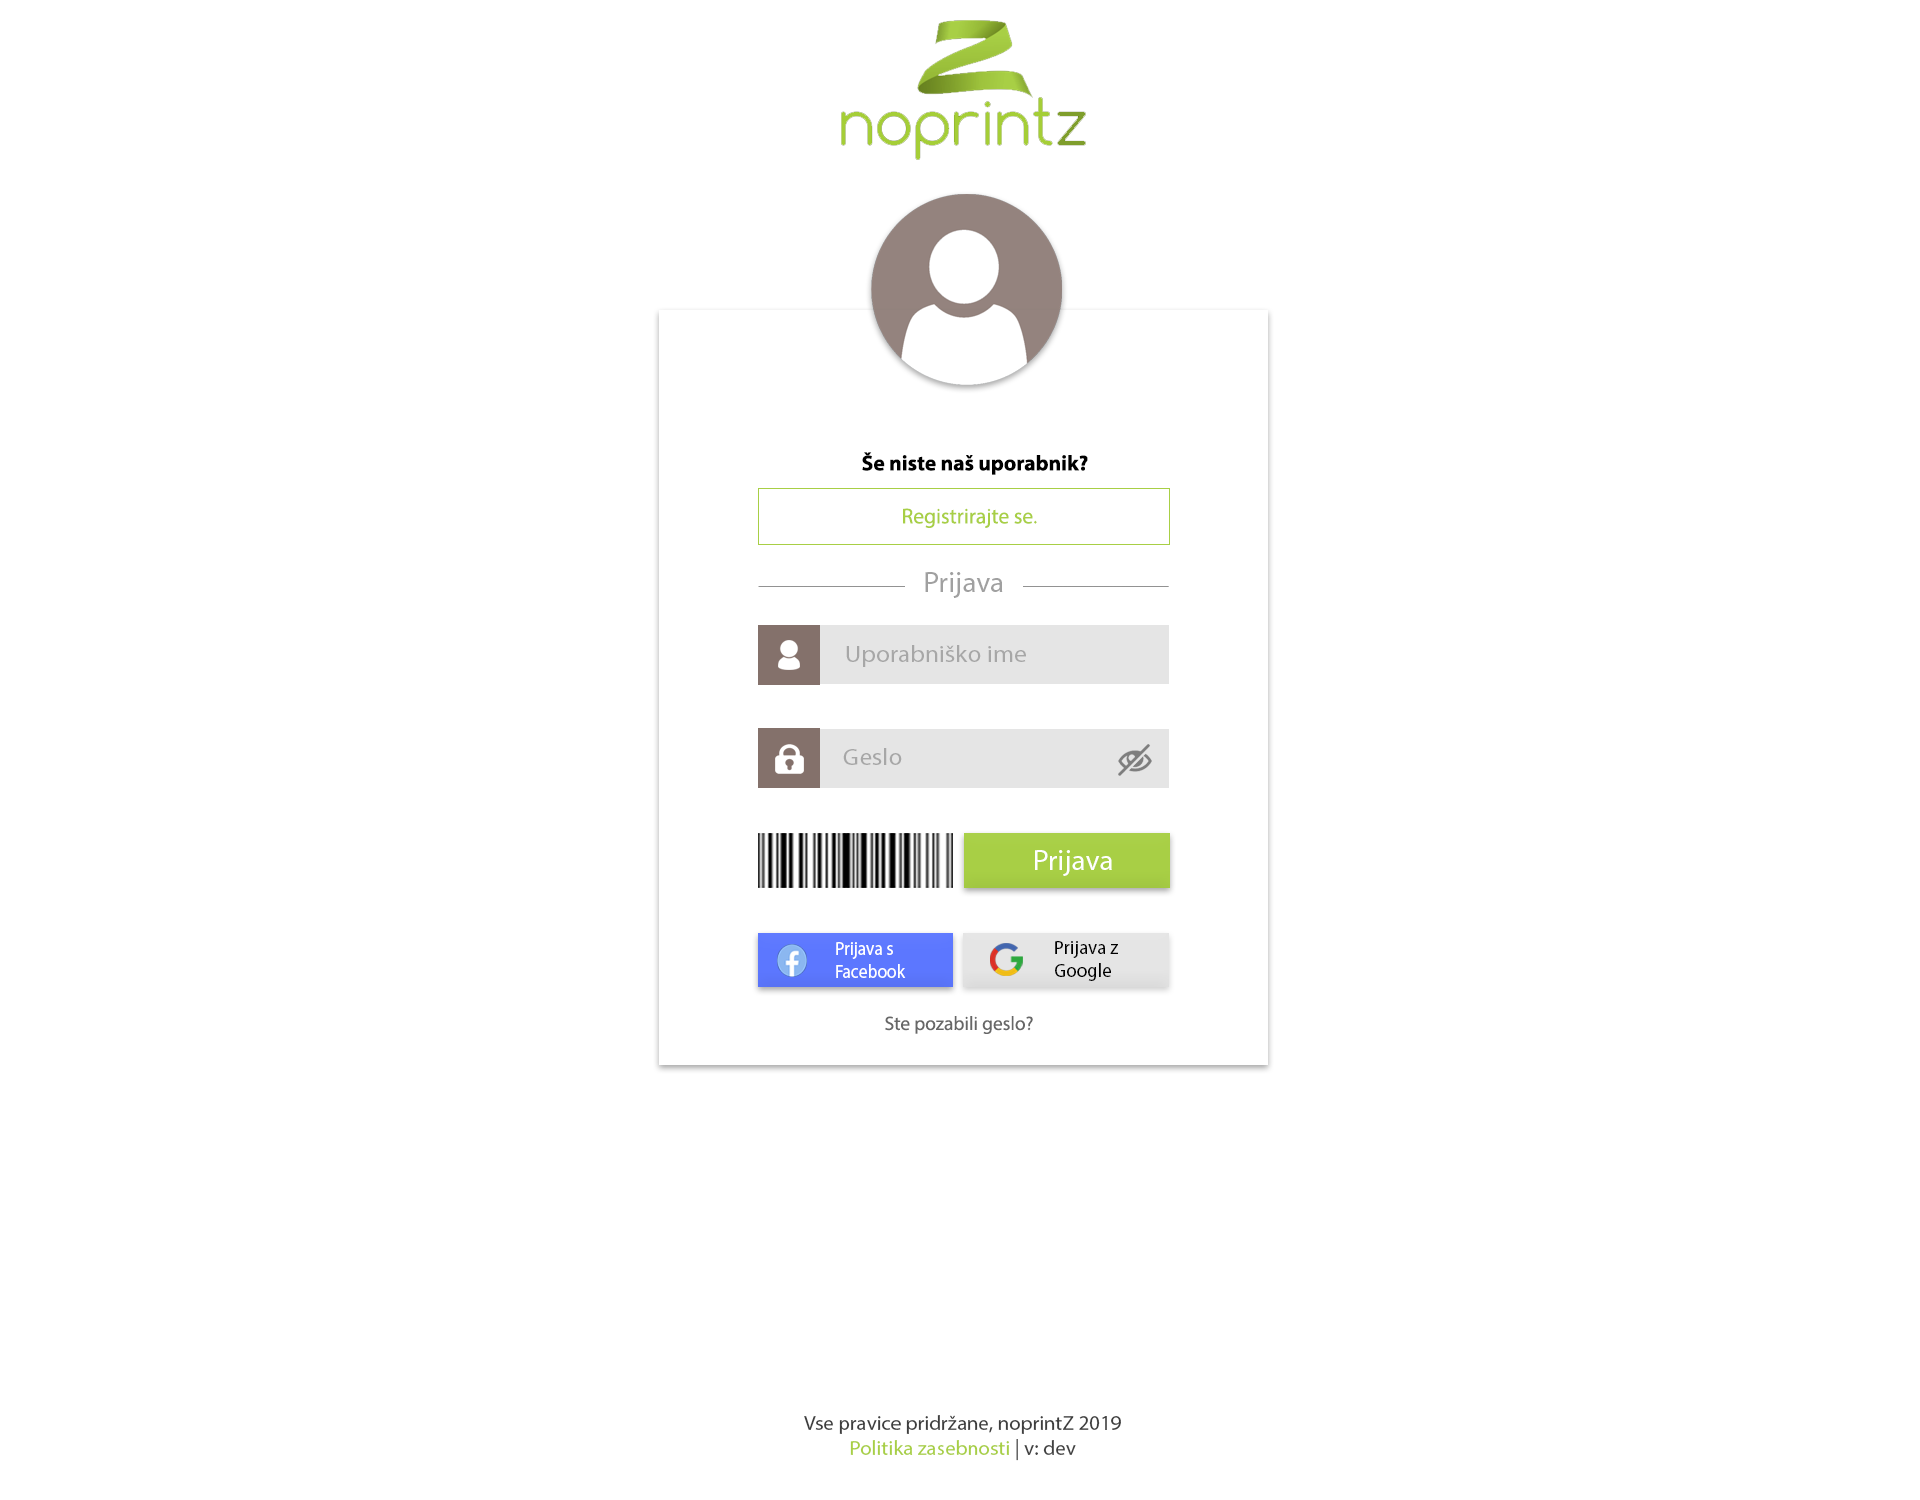 noprintz
Še niste naš uporabnik?
Registrirajte se.
Prijava
Uporabniško ime
Geslo
Prijava
Prijava s
Facebook
Prijava z
Google
Ste pozabili geslo?
Vse pravice pridržane, noprintZ 2019
Politika zasebnosti | v: dev